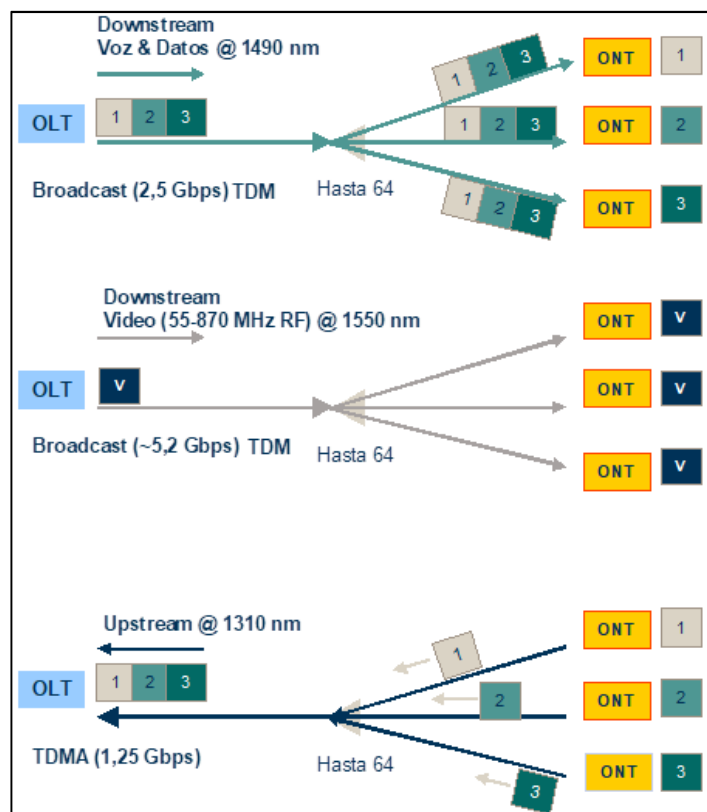 Downstream
Voz & Datos @ 1490 nm
1 2 3
ONT 1
OLT 1 2 3
1 2 3
ONT 2
Broadcast (2,5 Gbps) TDM
Hasta 64
1 2 3
ONT 3
Downstream
Video (55-870 MHz RF) @ 1550 nm
ONT V
OLT V
ONT V
Broadcast (~5,2 Gbps) TDM
Hasta 64
ONT V
Upstream @ 1310 nm
1
ONT 1
OLT 1 2 3
2
ONT 2
TDMA (1,25 Gbps)
Hasta 64
3
ONT 3